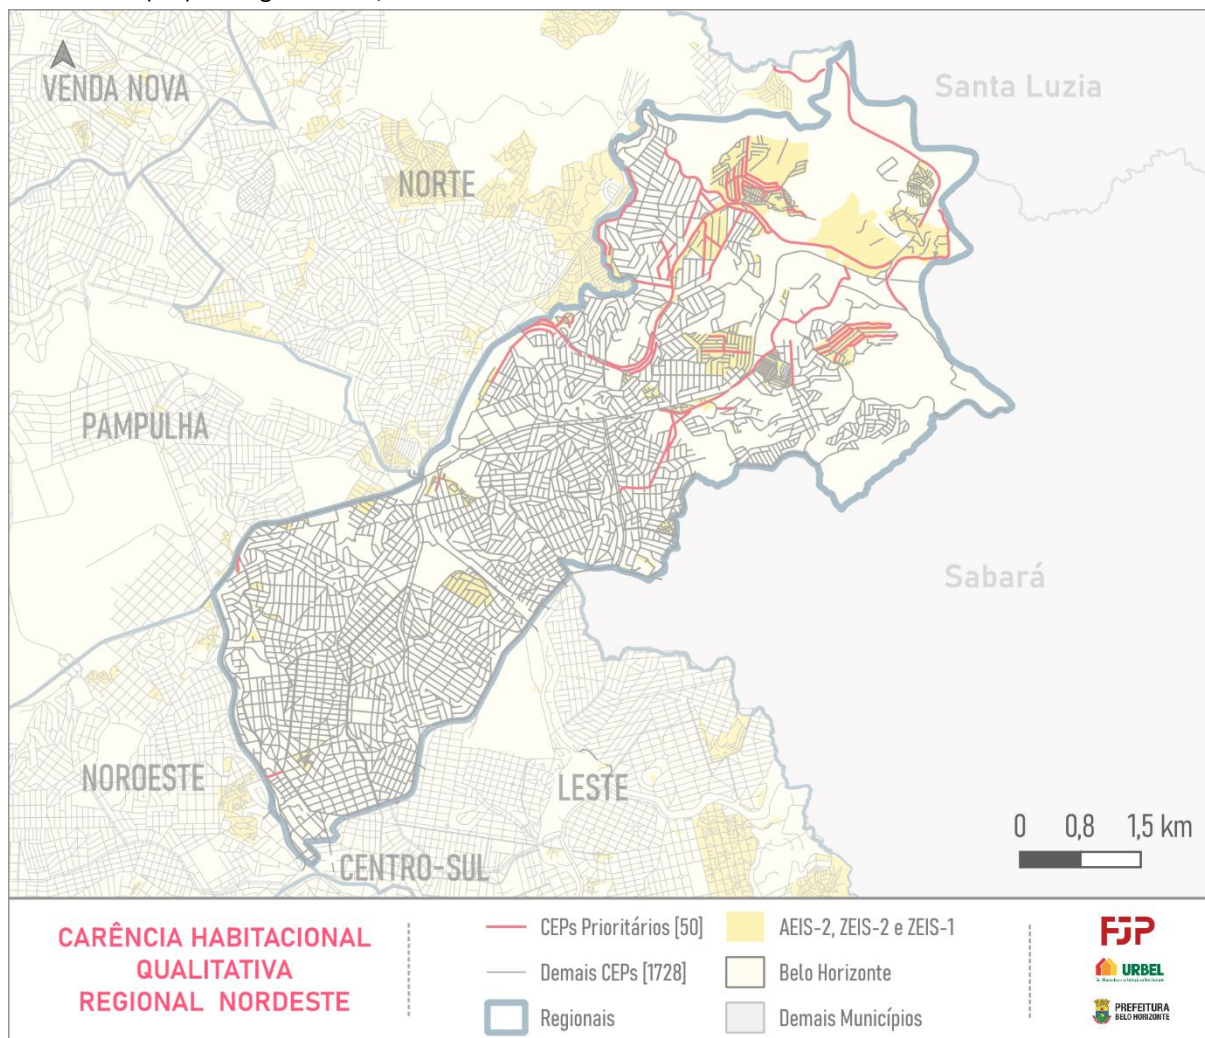 Santa Luzia
VENDA NOVA
NORTE
PAMPULHA
Sabará
NOROESTE
LESTE
CENTRO-SUL
0 0,8 1,5 km
CARÊNCIA HABITACIONAL
QUALITATIVA
REGIONAL NORDESTE
CEPs Prioritários [50]
Demais CEPs [1728]
Regionais
AEIS-2, ZEIS-2 e ZEIS-1
Belo Horizonte
Demais Municípios
FJP
URBEL
PREFEITURA
BELO HORIZONTE